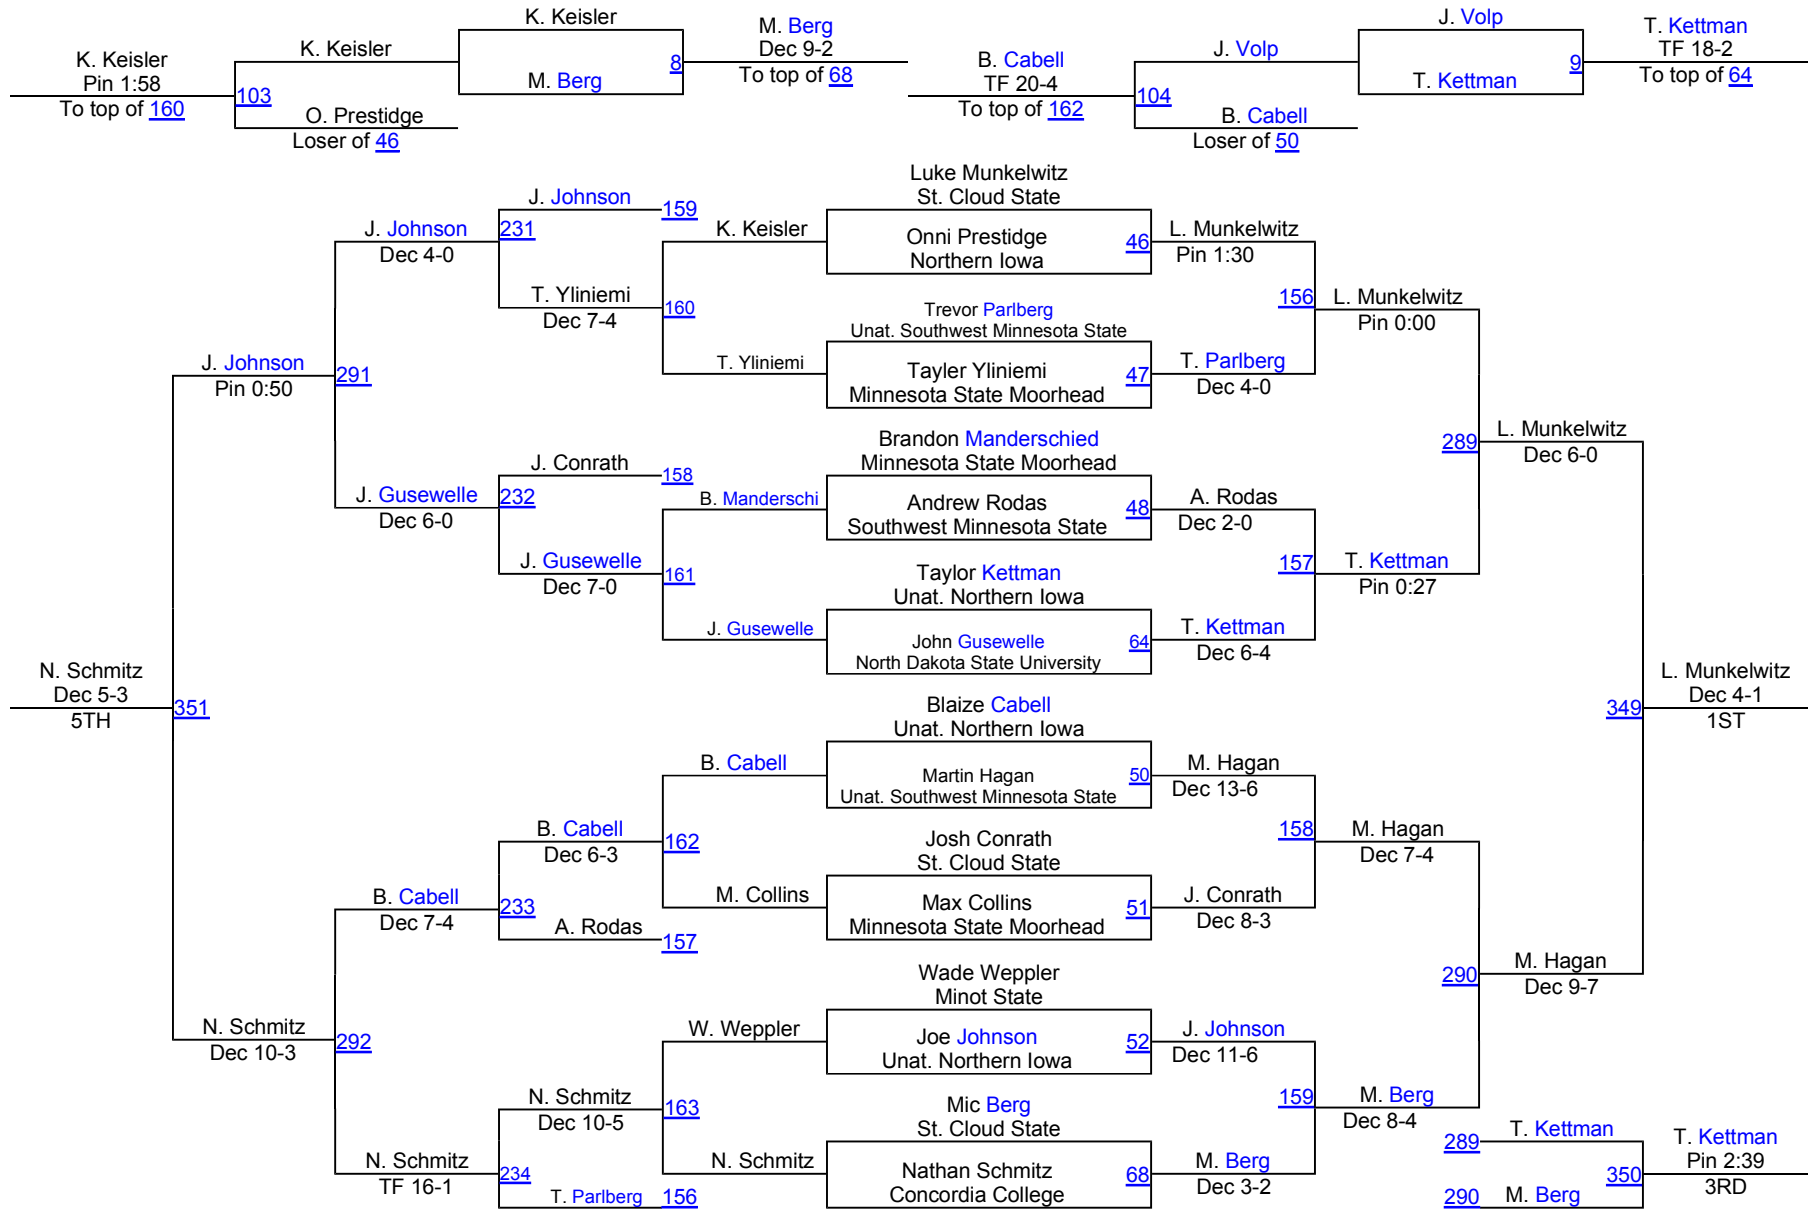 K. Keisler
Pin 1:58
To top of 160
103
K. Keisler
O. Prestidge
Loser of 46
K. Keisler
M. Berg
8
M. Berg
Dec 9-2
To top of 68
B. Cabell
TF 20-4
To top of 162
104
J. Volp
B. Cabell
Loser of 50
J. Volp
T. Kettman
9
T. Kettman
TF 18-2
To top of 64
Luke Munkelwitz
St. Cloud State
Onni Prestidge
Northern Iowa
46
Trevor Parlberg
Unat. Southwest Minnesota State
Tayler Yliniemi
Minnesota State Moorhead
47
Brandon Manderschied
Minnesota State Moorhead
Andrew Rodas
Southwest Minnesota State
48
Taylor Kettman
Unat. Northern Iowa
John Gusewelle
North Dakota State University
64
Blaize Cabell
Unat. Northern Iowa
Martin Hagan
Unat. Southwest Minnesota State
50
Josh Conrath
St. Cloud State
Max Collins
Minnesota State Moorhead
51
Wade Weppler
Minot State
Joe Johnson
Unat. Northern Iowa
52
Mic Berg
St. Cloud State
Nathan Schmitz
Concordia College
68
L. Munkelwitz
Pin 1:30
156
T. Parlberg
Dec 4-0
A. Rodas
Dec 2-0
157
T. Kettman
Dec 6-4
M. Hagan
Dec 13-6
158
J. Conrath
Dec 8-3
J. Johnson
Dec 11-6
159
M. Berg
Dec 3-2
L. Munkelwitz
Pin 0:00
289
T. Kettman
Pin 0:27
M. Hagan
Dec 7-4
290
M. Berg
Dec 8-4
L. Munkelwitz
Dec 6-0
349
M. Hagan
Dec 9-7
L. Munkelwitz
Dec 4-1
1ST
289
T. Kettman
350
290
M. Berg
T. Kettman
Pin 2:39
3RD
K. Keisler
160
T. Yliniemi
B. Manderschi
161
J. Gusewelle
B. Cabell
162
M. Collins
W. Weppler
163
N. Schmitz
J. Johnson
159
231
T. Yliniemi
Dec 7-4
J. Conrath
158
232
J. Gusewelle
Dec 7-0
B. Cabell
Dec 6-3
233
A. Rodas
157
N. Schmitz
Dec 10-5
234
T. Parlberg
156
J. Johnson
Dec 4-0
291
J. Gusewelle
Dec 6-0
B. Cabell
Dec 7-4
292
N. Schmitz
TF 16-1
J. Johnson
Pin 0:50
351
N. Schmitz
Dec 10-3
N. Schmitz
Dec 5-3
5TH